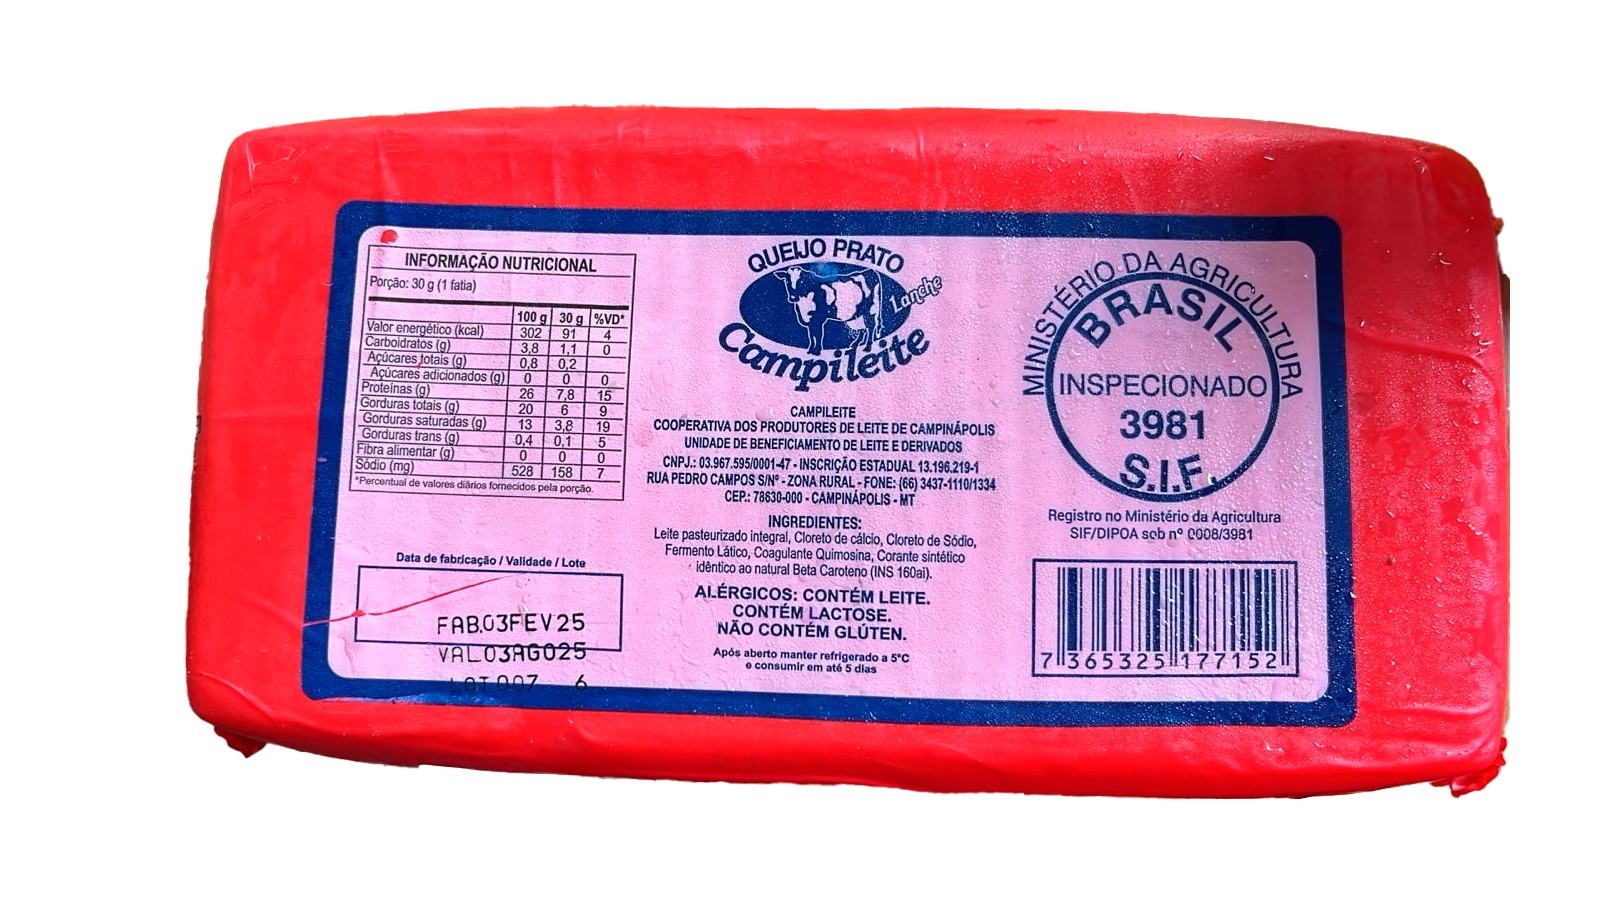 INFORMAÇÃO NUTRICIONAL
Porção: 30 g (1 fatia)
100 g 30 g %VD*
Valor energético (kcal) 302 91 4
Carboidratos (g) 3,8 1,1 0
Açúcares totais (g) 0,8 0,2
Açúcares adicionados (g) 0 0 0
Proteínas (g) 26 7,8 15
Gorduras totais (g) 20 6 9
Gorduras saturadas (g) 13 3,8 19
Gorduras trans (g) 0,4 0,1 5
Fibra alimentar (g) 0 0 0
Sódio (mg) 528 158 7
*Percentual de valores diários fornecidos pela porção.
Data de fabricação / Validade / Lote
FAB.03FEV25
VAL03AGO25
LOT 007 6
QUEIJO PRATO
Lanche
Campileite
CAMPILEITE
COOPERATIVA DOS PRODUTORES DE LEITE DE CAMPINÁPOLIS
UNIDADE DE BENEFICIAMENTO DE LEITE E DERIVADOS
CNPJ.: 03.967.595/0001-47 - INSCRIÇÃO ESTADUAL 13.196.219-1
RUA PEDRO CAMPOS S/Nº - ZONA RURAL - FONE: (66) 3437-1110/1334
CEP.: 78630-000 - CAMPINÁPOLIS - MT
INGREDIENTES:
Leite pasteurizado integral, Cloreto de cálcio, Cloreto de Sódio,
Fermento Lático, Coagulante Quimosina, Corante sintético
idêntico ao natural Beta Caroteno (INS 160ai).
ALÉRGICOS: CONTÉM LEITE.
CONTÉM LACTOSE.
NÃO CONTÉM GLÚTEN.
Após aberto manter refrigerado a 5°C
e consumir em até 5 dias
MINISTÉRIO DA AGRICULTURA
BRASIL
INSPECIONADO
3981
S.I.F.
Registro no Ministério da Agricultura
SIF/DIPOA sob nº 0008/3981
7 365325 177152